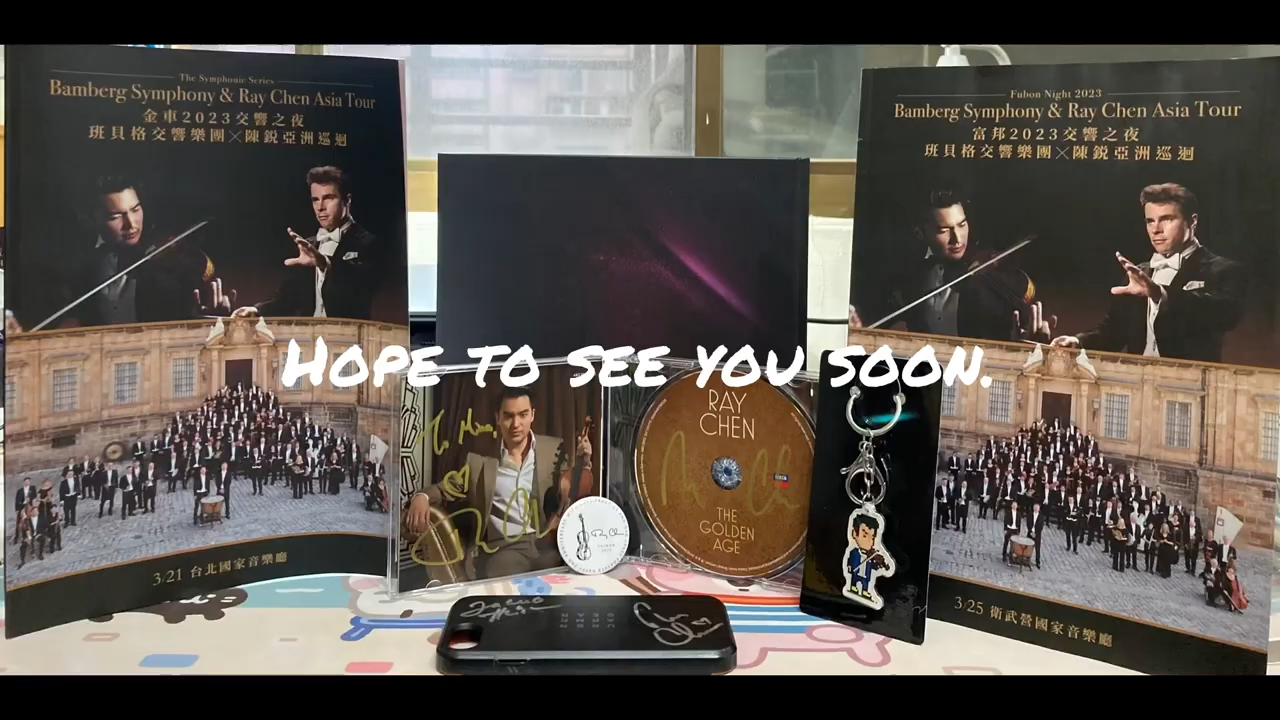 The Symphonic Series
Bamberg Symphony & Ray Chen Asia Tour
金車2023交響之夜
班貝格交響樂團×陳銳亞洲巡迴
3/21 台北國家音樂廳
Fubon Night 2023
Bamberg Symphony & Ray Chen Asia Tour
富邦2023交響之夜
班貝格交響樂團×陳銳亞洲巡迴
3/25 衛武營國家音樂廳
HOPE TO SEE YOU SOON.
RAY
CHEN
THE
GOLDEN
AGE
DECCA
Ray Chen